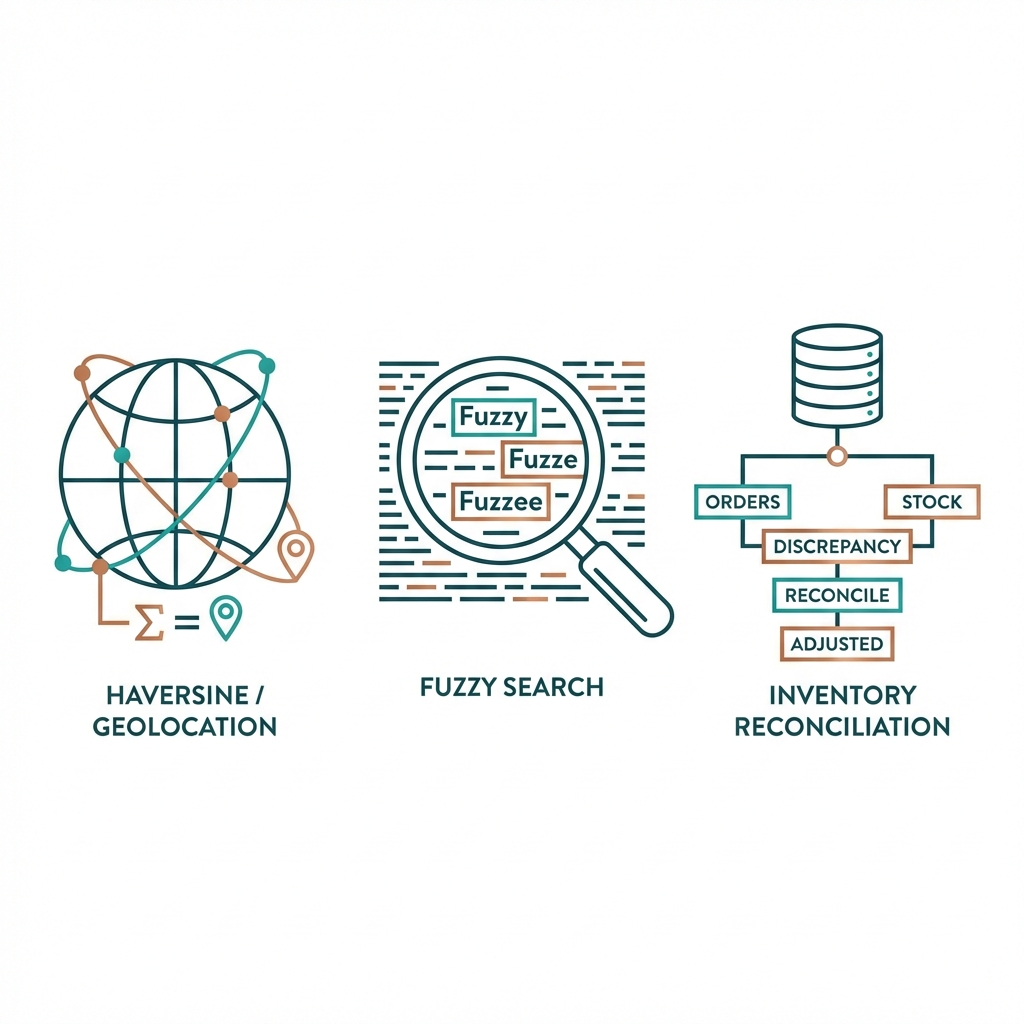 Σ =
HAVERSINE /
GEOLOCATION
Fuzzy
Fuzze
Fuzzee
FUZZY SEARCH
ORDERS
STOCK
DISCREPANCY
RECONCILE
ADJUSTED
INVENTORY
RECONCILIATION